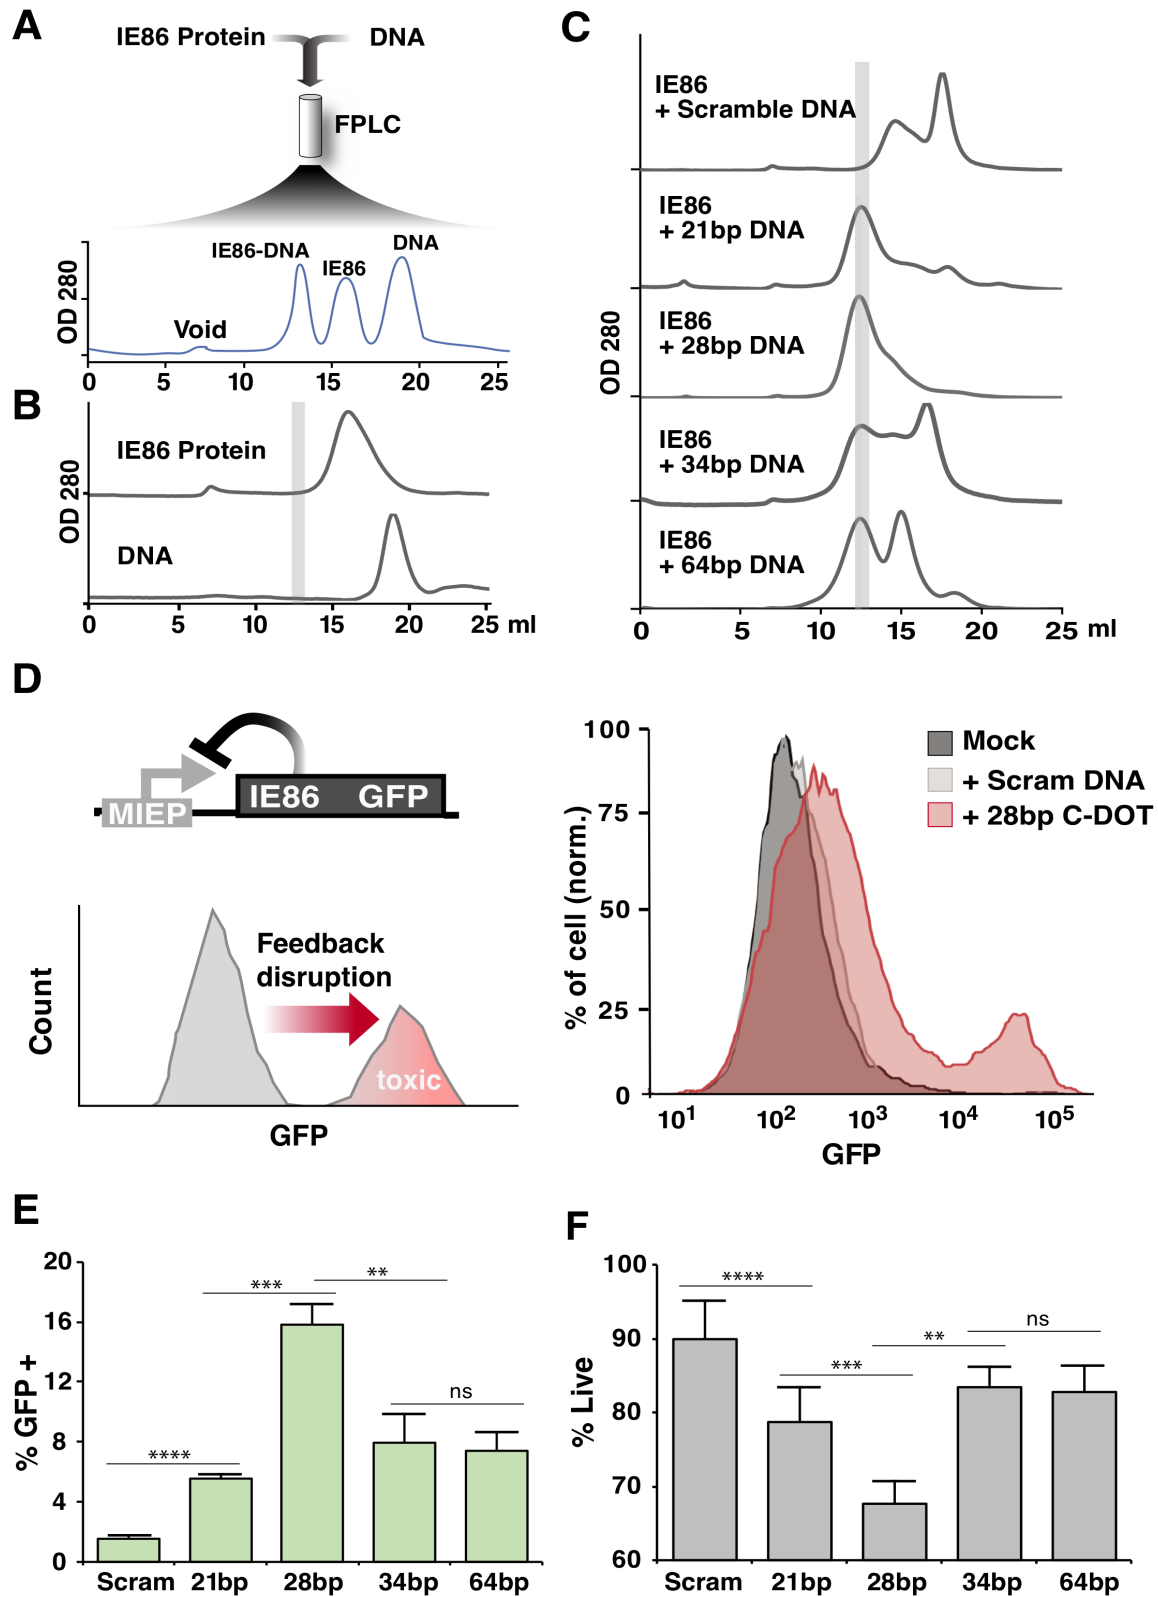 A
IE86 Protein
DNA
FPLC
IE86-DNA
IE86
DNA
Void
OD 280
0 5 10 15 20 25
B
IE86 Protein
DNA
OD 280
0 5 10 15 20 25 ml
C
IE86
+ Scramble DNA
IE86
+ 21bp DNA
IE86
+ 28bp DNA
IE86
+ 34bp DNA
IE86
+ 64bp DNA
OD 280
0 5 10 15 20 25 ml
D
MIEP
IE86 GFP
Feedback
disruption
toxic
Count
GFP
Mock
+ Scram DNA
+ 28bp C-DOT
% of cell (norm.)
100
75
50
25
0
10¹ 10² 10³ 10⁴ 10⁵
GFP
E
% GFP +
20
16
12
8
4
0
****
***
**
ns
Scram 21bp 28bp 34bp 64bp
F
% Live
100
90
80
70
60
****
***
**
ns
Scram 21bp 28bp 34bp 64bp